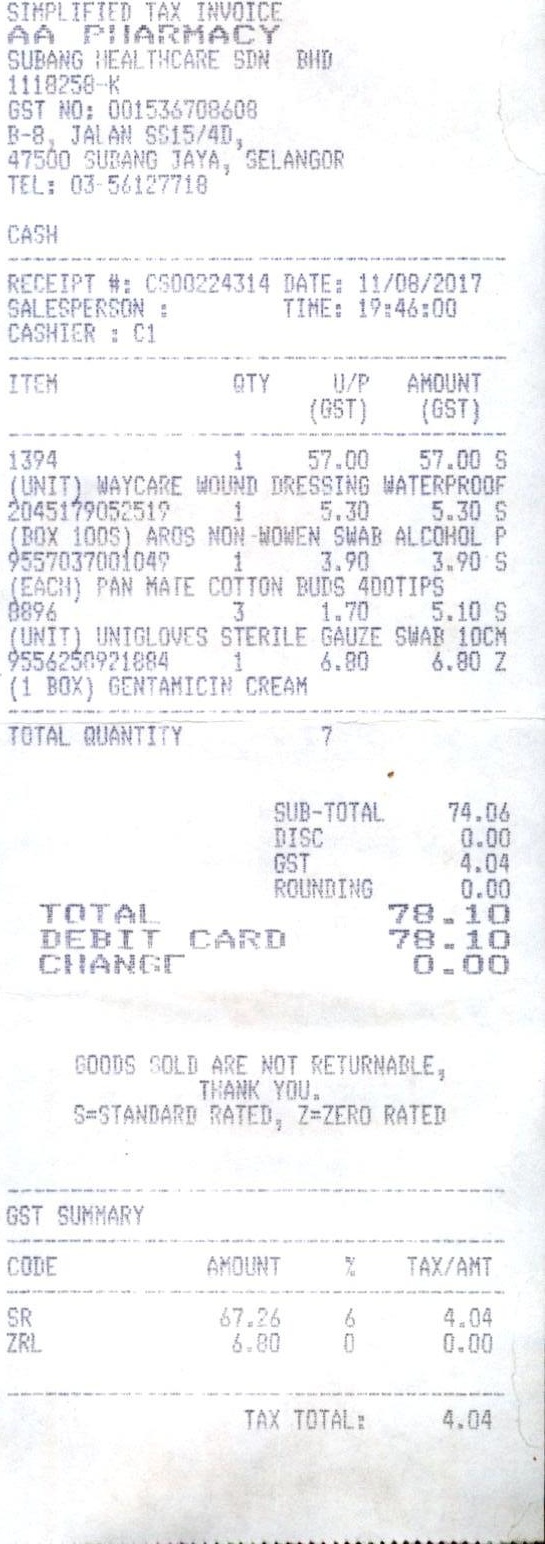 SIMPLIFIED TAX INVOICE
AA PHARMACY
SUBANG HEALTHCARE SDN BHD
1118258-K
GST NO: 001536708608
B-8, JALAN SS15/4D,
47500 SUBANG JAYA, SELANGOR
TEL: 03-56127718
CASH
RECEIPT #: CS00224314 DATE: 11/08/2017
SALESPERSON : TIME: 19:46:00
CASHIER : C1
ITEM QTY U/P AMOUNT
(GST) (GST)
1394 1 57.00 57.00 S
(UNIT) WAYCARE WOUND DRESSING WATERPROOF
2045179052519 1 5.30 5.30 S
(BOX 100S) AROS NON-WOWEN SWAB ALCOHOL P
9557037001049 1 3.90 3.90 S
(EACH) PAN MATE COTTON BUDS 400TIPS
8896 3 1.70 5.10 S
(UNIT) UNIGLOVES STERILE GAUZE SWAB 10CM
9556250921884 1 6.80 6.80 Z
(1 BOX) GENTAMICIN CREAM
TOTAL QUANTITY 7
SUB-TOTAL 74.06
DISC 0.00
GST 4.04
ROUNDING 0.00
TOTAL 78.10
DEBIT CARD 78.10
CHANGE 0.00
GOODS SOLD ARE NOT RETURNABLE,
THANK YOU.
S=STANDARD RATED, Z=ZERO RATED
GST SUMMARY
CODE AMOUNT % TAX/AMT
SR 67.26 6 4.04
ZRL 6.80 0 0.00
TAX TOTAL: 4.04